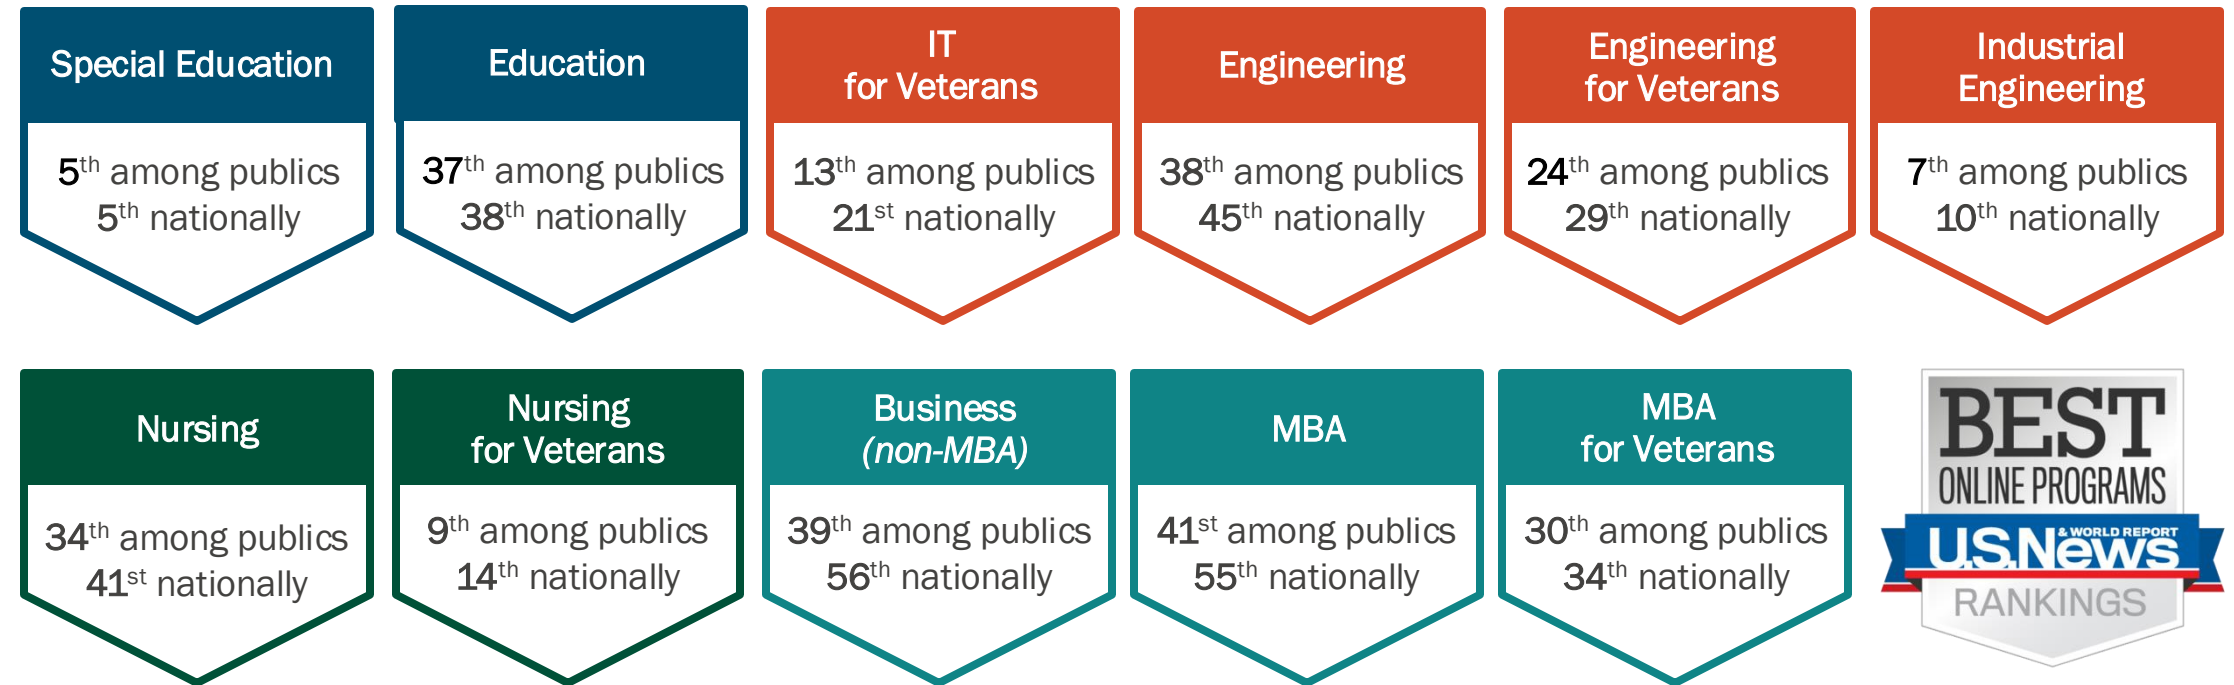 Special Education
5th among publics
5th nationally
Education
37th among publics
38th nationally
IT
for Veterans
13th among publics
21st nationally
Engineering
38th among publics
45th nationally
Engineering
for Veterans
24th among publics
29th nationally
Industrial
Engineering
7th among publics
10th nationally
Nursing
34th among publics
41st nationally
Nursing
for Veterans
9th among publics
14th nationally
Business
(non-MBA)
39th among publics
56th nationally
MBA
41st among publics
55th nationally
MBA
for Veterans
30th among publics
34th nationally
BEST
ONLINE PROGRAMS
U.S.News & WORLD REPORT
RANKINGS